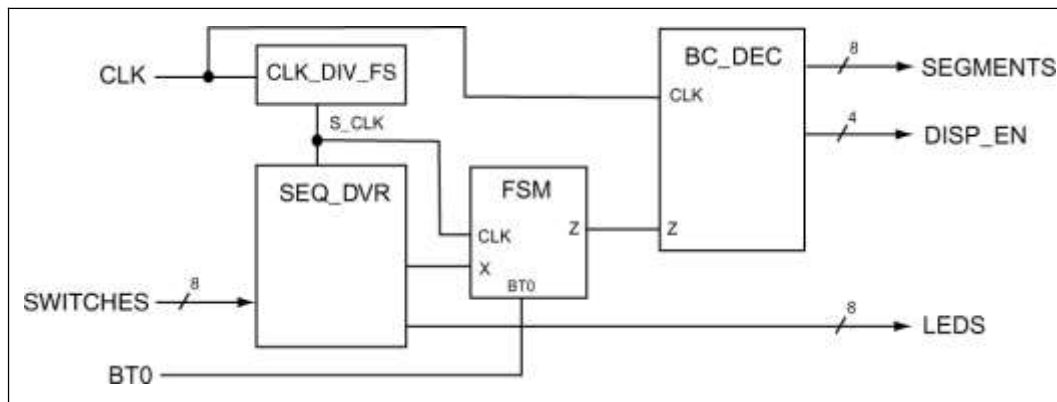 CLK
CLK_DIV_FS
S_CLK
SEQ_DVR
SWITCHES
8
BT0
FSM
CLK
X
Z
BT0
BC_DEC
CLK
Z
8
SEGMENTS
4
DISP_EN
8
LEDS